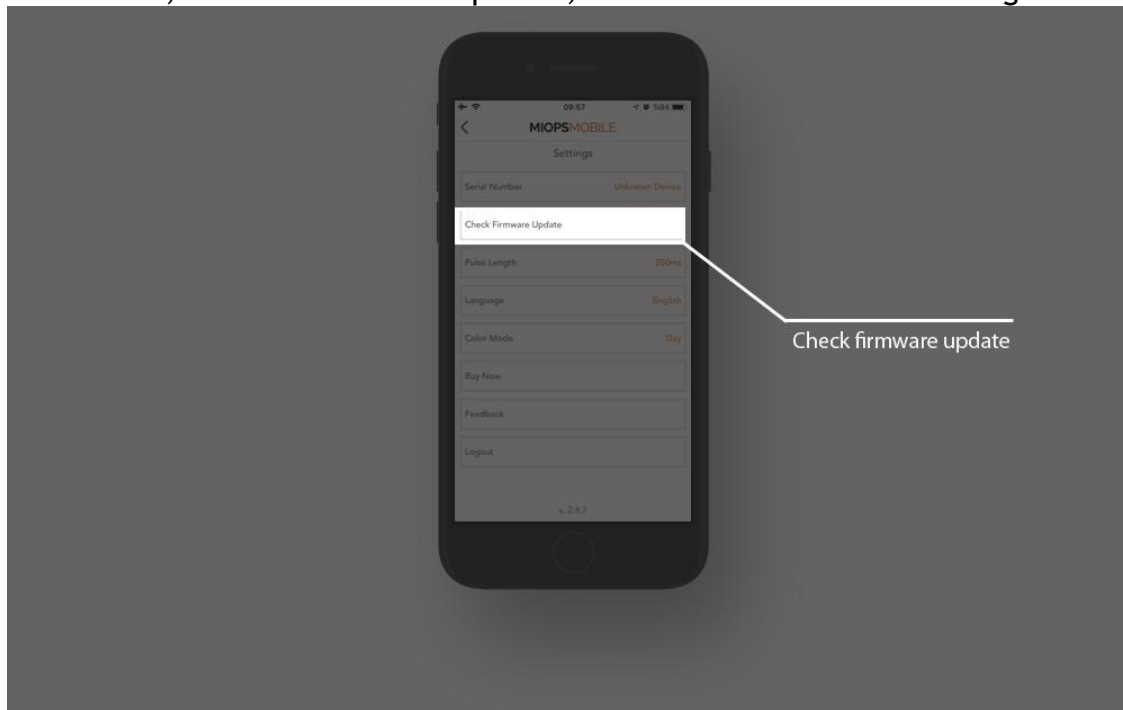 09:57 %84
MIOPSMOBILE
Settings
Serial Number Unknown Device
Check Firmware Update
Pulse Length 250ms
Language English
Color Mode Day
Buy Now
Feedback
Logout
v. 2.8.7
Check firmware update